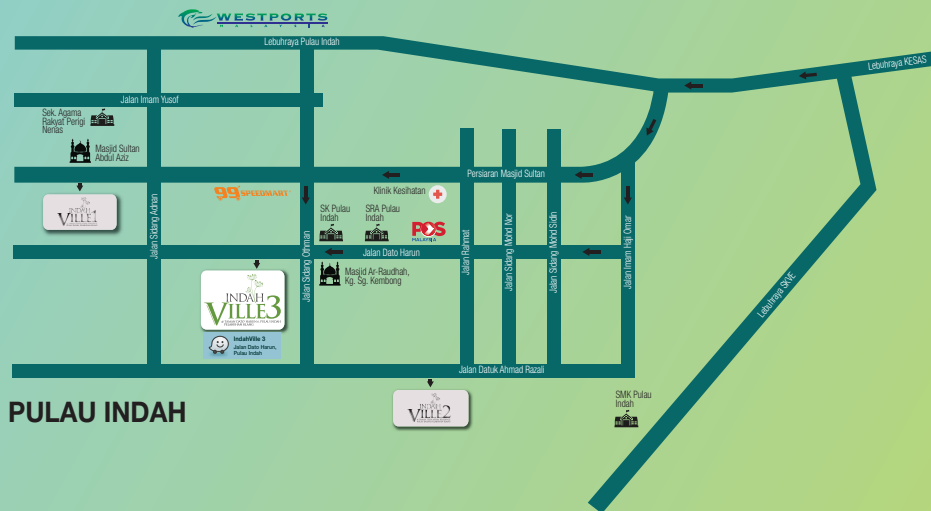 WESTPORTS
MALAYSIA
Lebuhraya Pulau Indah
Lebuhraya KESAS
Jalan Imam Yusof
Sek. Agama
Rakyat Perigi
Nenas
Masjid Sultan
Abdul Aziz
Persiaran Masjid Sultan
INDAH
VILLE1
Jalan Sidang Adnan
99 SPEEDMART
Jalan Sidang Othman
Klinik Kesihatan
SK Pulau
Indah
SRA Pulau
Indah
POS
MALAYSIA
Jalan Rahmat
Jalan Sidang Mohd Nor
Jalan Sidang Mohd Sidin
Jalan Imam Haji Omar
Jalan Dato Harun
Masjid Ar-Raudhah,
Kg. Sg. Kembong
Lebuhraya SKVE
INDAH
VILLE3
IndahVille 3
Jalan Dato Harun,
Pulau Indah
Jalan Datuk Ahmad Razali
INDAH
VILLE2
SMK Pulau
Indah
PULAU INDAH